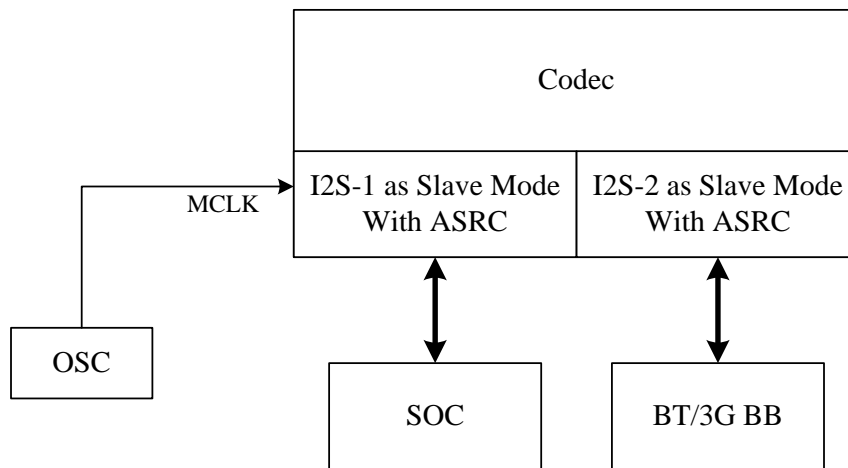 Codec
I2S-1 as Slave Mode
With ASRC
I2S-2 as Slave Mode
With ASRC
MCLK
OSC
SOC
BT/3G BB